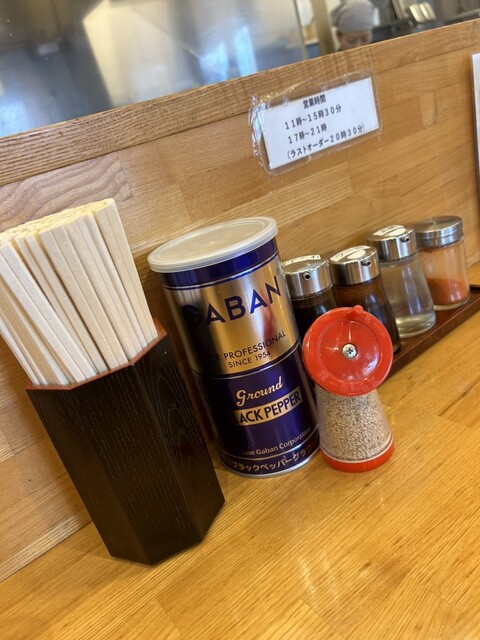 営業時間
11時～15時30分
17時～21時
(ラストオーダー20時30分)
GABAN
R PROFESSIONAL
SINCE 1954
Ground
ACK PEPPER
se Gaban Corporation
ブラックペッパーグラ